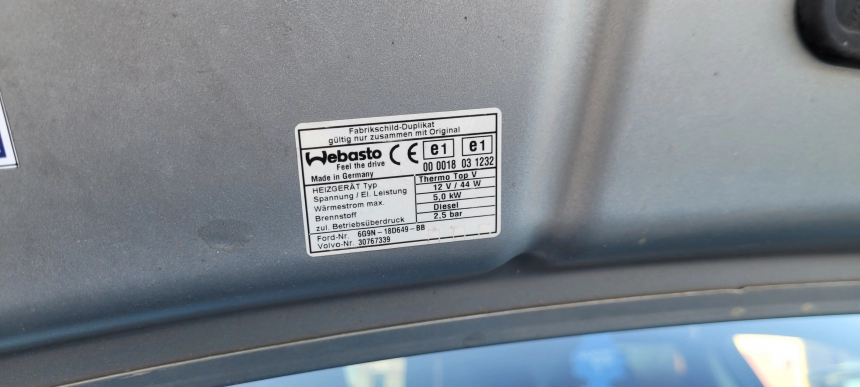 Fabrikschild-Duplikat
gültig nur zusammen mit Original
Webasto CE e1 e1
Feel the drive 00 0018 03 1232
Made in Germany
HEIZGERÄT Typ Thermo Top V
Spannung / El. Leistung 12 V / 44 W
Wärmestrom max. 5,0 kW
Brennstoff Diesel
zul. Betriebsüberdruck 2.5 bar
Ford-Nr. 6G9N - 18D649 - BB
Volvo-Nr. 30767339